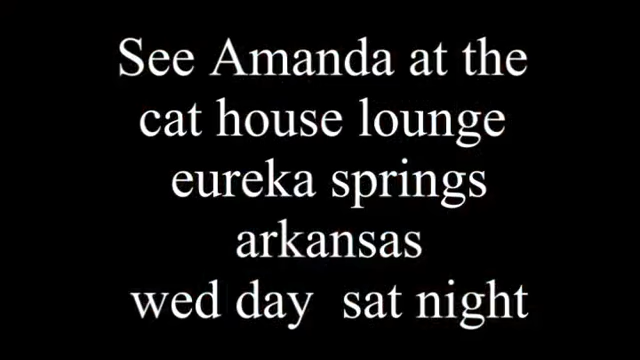 See Amanda at the
cat house lounge
eureka springs
arkansas
wed day  sat night